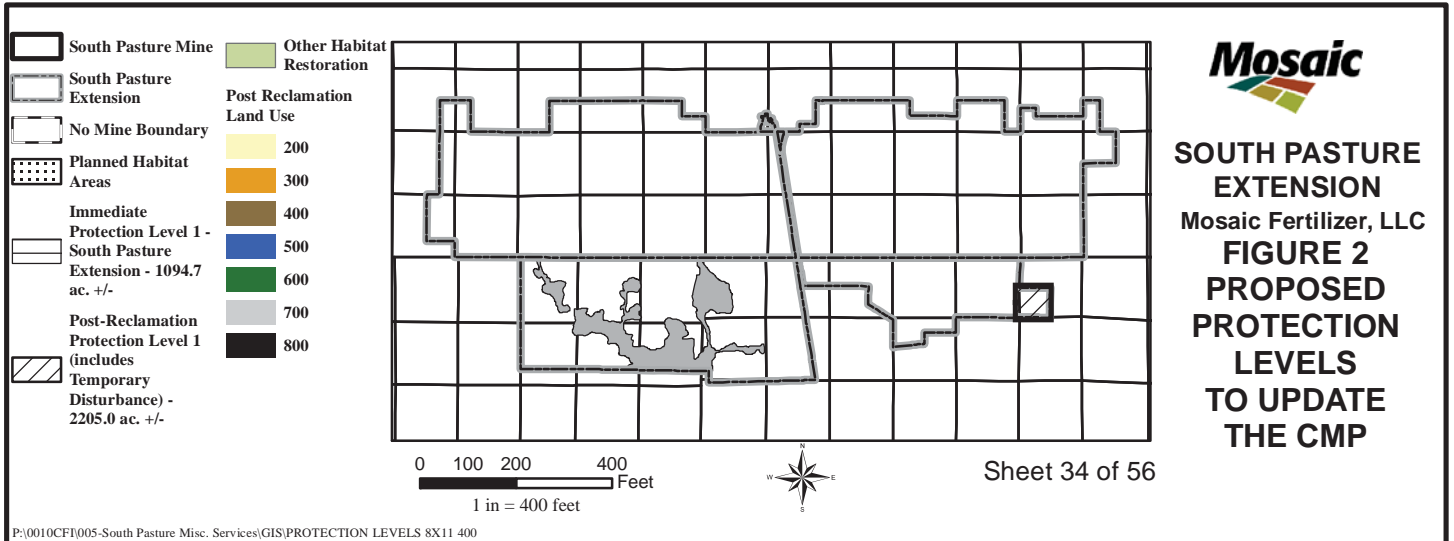 South Pasture Mine
South Pasture
Extension
No Mine Boundary
Planned Habitat
Areas
Immediate
Protection Level 1 -
South Pasture
Extension - 1094.7
ac. +/-
Post-Reclamation
Protection Level 1
(includes
Temporary
Disturbance) -
2205.0 ac. +/-
Other Habitat
Restoration
Post Reclamation
Land Use
200
300
400
500
600
700
800
0 100 200 400
Feet
1 in = 400 feet
N
W E
S
Sheet 34 of 56
Mosaic
SOUTH PASTURE
EXTENSION
Mosaic Fertilizer, LLC
FIGURE 2
PROPOSED
PROTECTION
LEVELS
TO UPDATE
THE CMP
P:\0010CFI\005-South Pasture Misc. Services\GIS\PROTECTION LEVELS 8X11 400